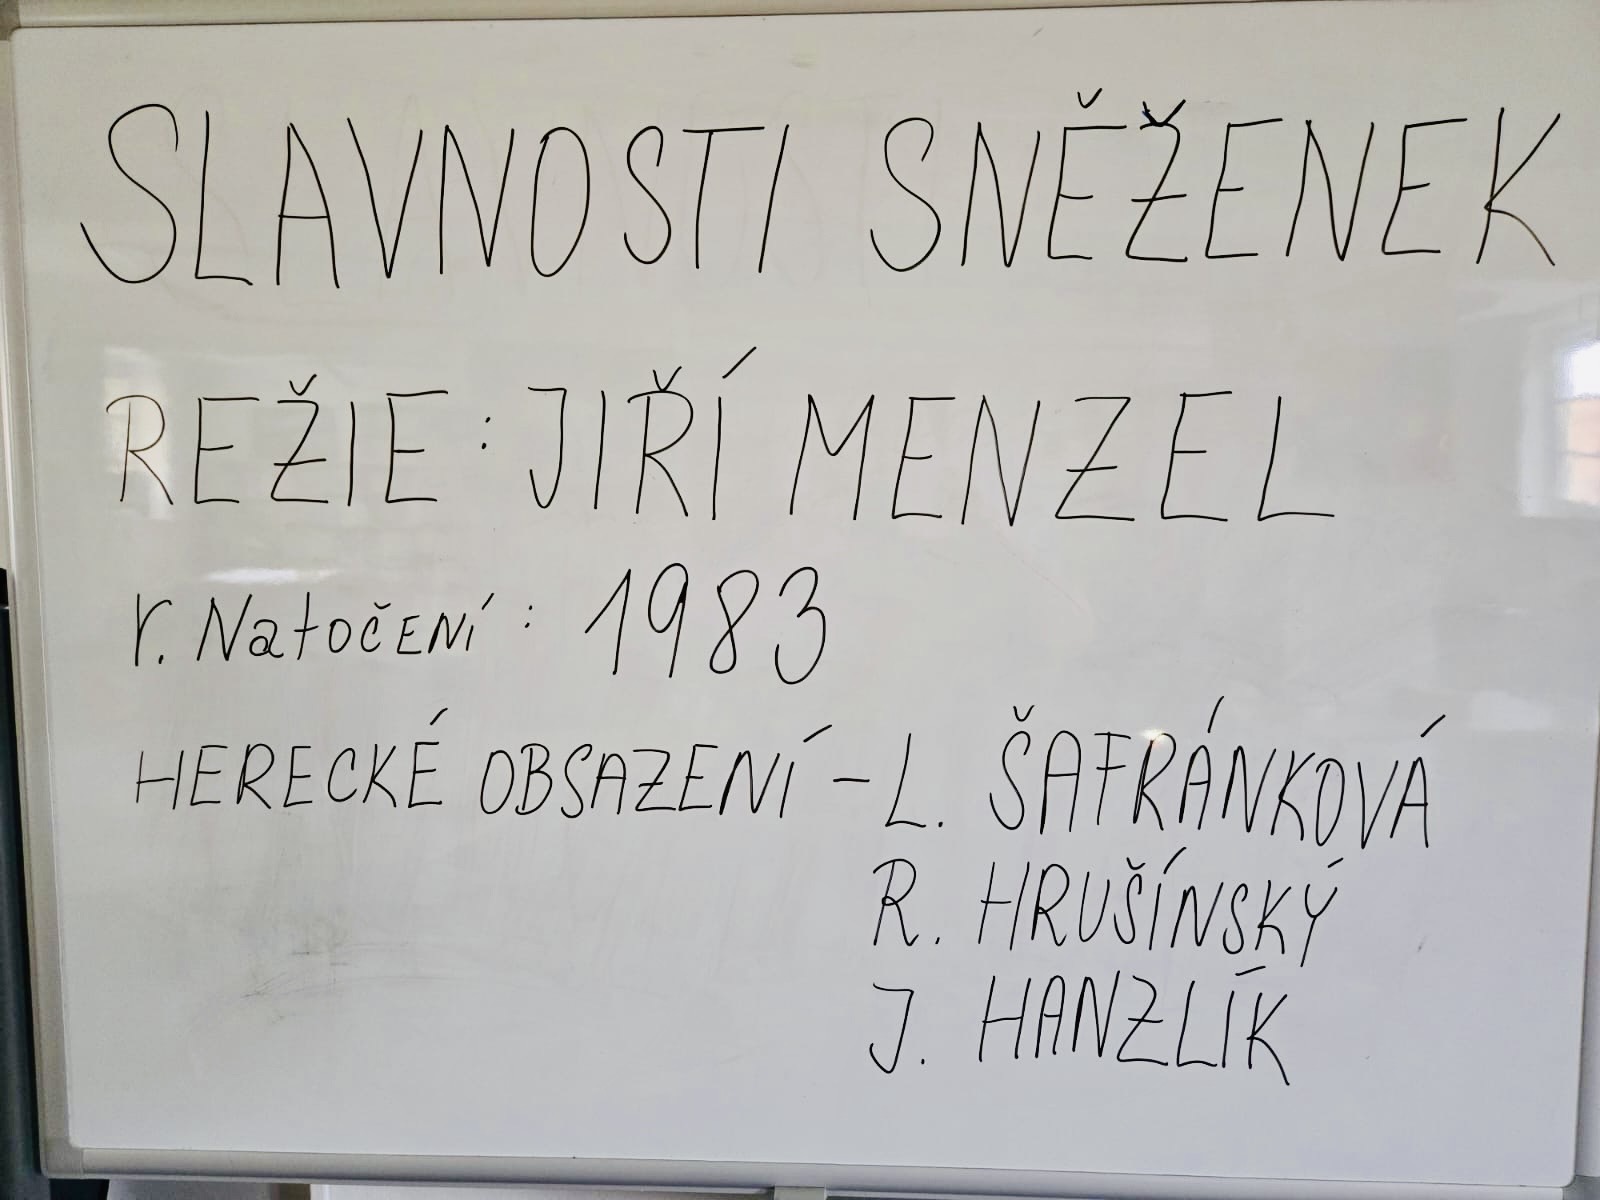 SLAVNOSTI SNĚŽENEK
REŽIE: JIŘÍ MENZEL
r. NatočENí: 1983
HERECKÉ OBSAZENÍ - L. ŠAFRÁNKOVÁ
R. HRUŠÍNSKÝ
J. HANZLÍK